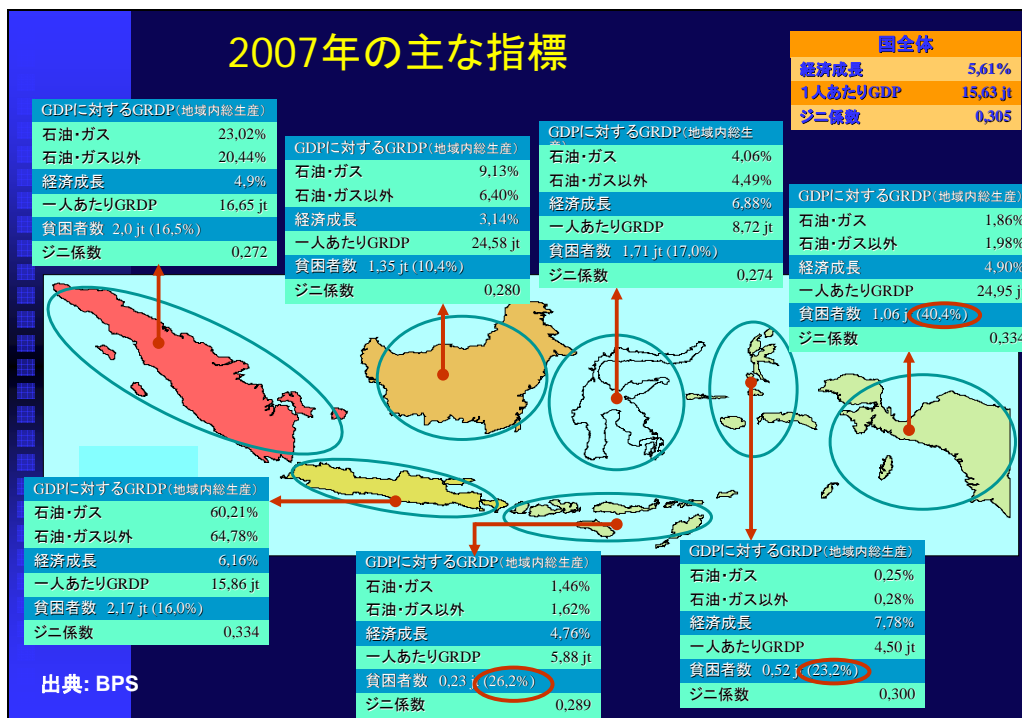 2007年の主な指標
国全体
経済成長 5,61%
1人あたりGDP 15,63 jt
ジニ係数 0,305
GDPに対するGRDP(地域内総生産)
石油・ガス 23,02%
石油・ガス以外 20,44%
経済成長 4,9%
一人あたりGRDP 16,65 jt
貧困者数 2,0 jt (16,5%)
ジニ係数 0,272
GDPに対するGRDP(地域内総生産)
石油・ガス 9,13%
石油・ガス以外 6,40%
経済成長 3,14%
一人あたりGRDP 24,58 jt
貧困者数 1,35 jt (10,4%)
ジニ係数 0,280
GDPに対するGRDP(地域内総生
産)
石油・ガス 4,06%
石油・ガス以外 4,49%
経済成長 6,88%
一人あたりGRDP 8,72 jt
貧困者数 1,71 jt (17,0%)
ジニ係数 0,274
GDPに対するGRDP(地域内総生産)
石油・ガス 1,86%
石油・ガス以外 1,98%
経済成長 4,90%
一人あたりGRDP 24,95 jt
貧困者数 1,06 jt (40,4%)
ジニ係数 0,334
GDPに対するGRDP(地域内総生産)
石油・ガス 60,21%
石油・ガス以外 64,78%
経済成長 6,16%
一人あたりGRDP 15,86 jt
貧困者数 2,17 jt (16,0%)
ジニ係数 0,334
GDPに対するGRDP(地域内総生産)
石油・ガス 1,46%
石油・ガス以外 1,62%
経済成長 4,76%
一人あたりGRDP 5,88 jt
貧困者数 0,23 jt (26,2%)
ジニ係数 0,289
GDPに対するGRDP(地域内総生産)
石油・ガス 0,25%
石油・ガス以外 0,28%
経済成長 7,78%
一人あたりGRDP 4,50 jt
貧困者数 0,52 jt (23,2%)
ジニ係数 0,300
出典: BPS